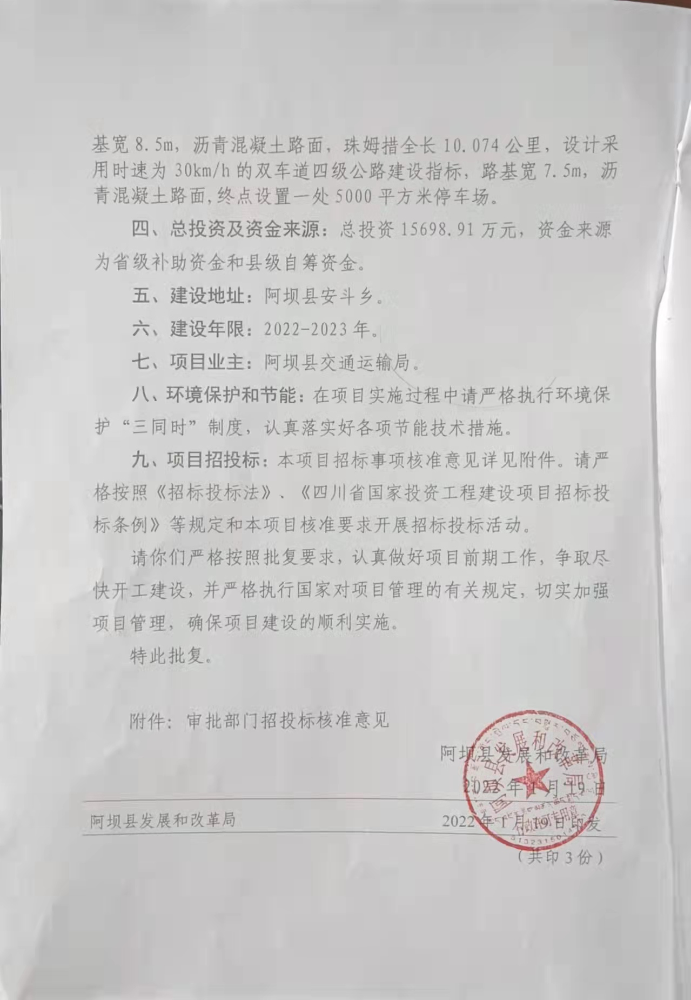 基宽 8.5m，沥青混凝土路面，珠姆措全长 10.074 公里，设计采
用时速为 30km/h 的双车道四级公路建设指标，路基宽 7.5m，沥
青混凝土路面,终点设置一处 5000 平方米停车场。
四、总投资及资金来源：总投资 15698.91 万元，资金来源
为省级补助资金和县级自筹资金。
五、建设地址：阿坝县安斗乡。
六、建设年限：2022-2023 年。
七、项目业主：阿坝县交通运输局。
八、环境保护和节能：在项目实施过程中请严格执行环境保
护“三同时”制度，认真落实好各项节能技术措施。
九、项目招投标：本项目招标事项核准意见详见附件。请严
格按照《招标投标法》、《四川省国家投资工程建设项目招标投
标条例》等规定和本项目核准要求开展招标投标活动。
请你们严格按照批复要求，认真做好项目前期工作，争取尽
快开工建设，并严格执行国家对项目管理的有关规定，切实加强
项目管理，确保项目建设的顺利实施。
特此批复。
附件：审批部门招投标核准意见
阿坝县发展和改革局
2022 年 1 月 19 日
阿坝县发展和改革局 2022 年 1 月 19 日印发
（共印 3 份）